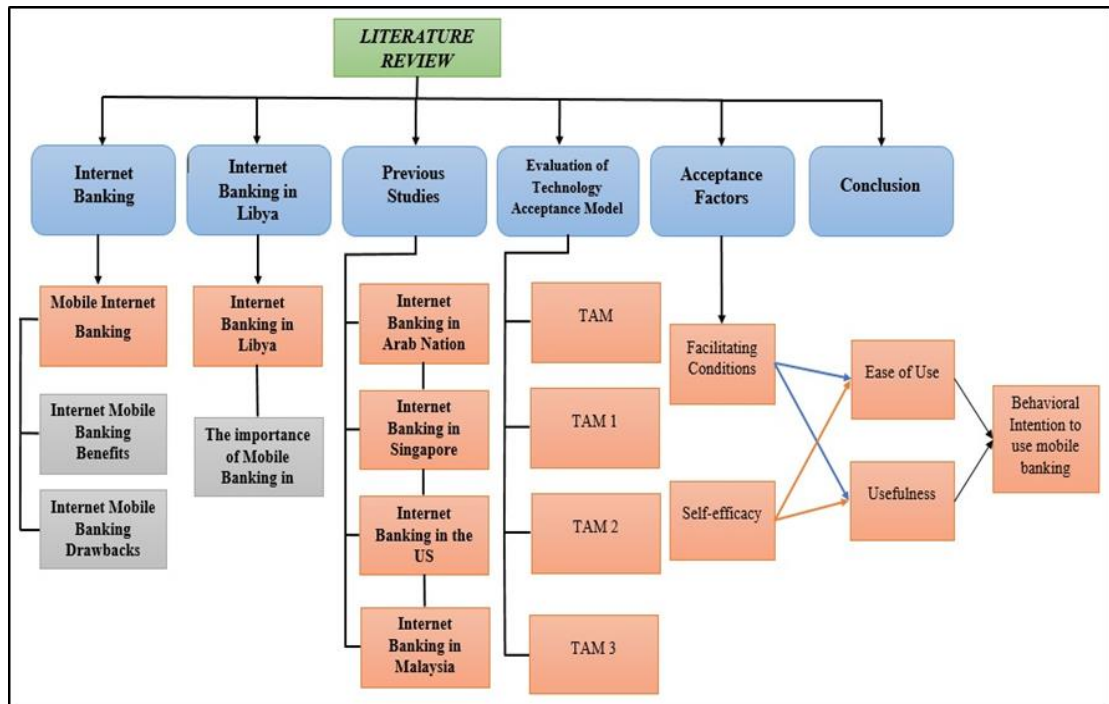 LITERATURE
REVIEW
Internet
Banking
Internet
Banking in
Libya
Previous
Studies
Evaluation of
Technology
Acceptance Model
Acceptance
Factors
Conclusion
Mobile Internet
Banking
Internet Mobile
Banking
Benefits
Internet Mobile
Banking
Drawbacks
Internet
Banking in
Libya
The importance
of Mobile
Banking in
Internet
Banking in
Arab Nation
Internet
Banking in
Singapore
Internet
Banking in the
US
Internet
Banking in
Malaysia
TAM
TAM 1
TAM 2
TAM 3
Facilitating
Conditions
Self-efficacy
Ease of Use
Usefulness
Behavioral
Intention to
use mobile
banking